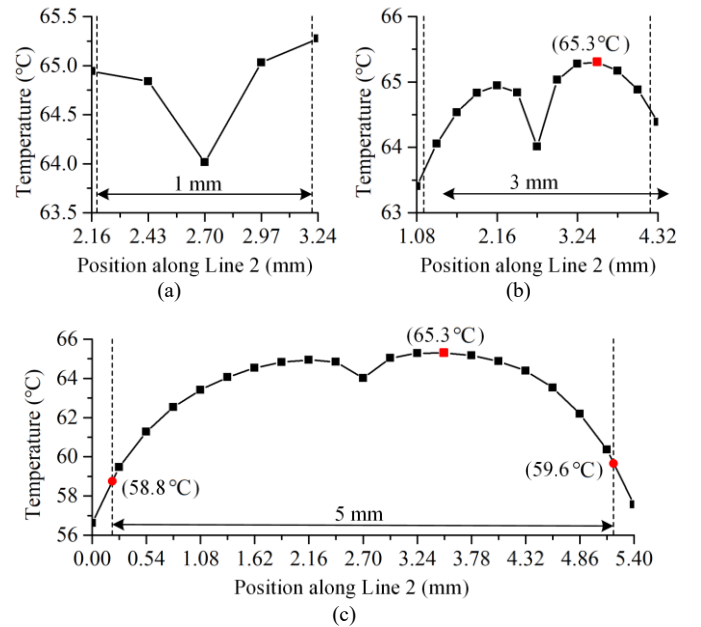 65.5
65.0
64.5
64.0
63.5
Temperature (°C)
1 mm
2.16 2.43 2.70 2.97 3.24
Position along Line 2 (mm)
(a)
66
65
64
63
Temperature (°C)
(65.3°C)
3 mm
1.08 2.16 3.24 4.32
Position along Line 2 (mm)
(b)
66
64
62
60
58
56
Temperature (°C)
(65.3°C)
(58.8°C)
(59.6°C)
5 mm
0.00 0.54 1.08 1.62 2.16 2.70 3.24 3.78 4.32 4.86 5.40
Position along Line 2 (mm)
(c)